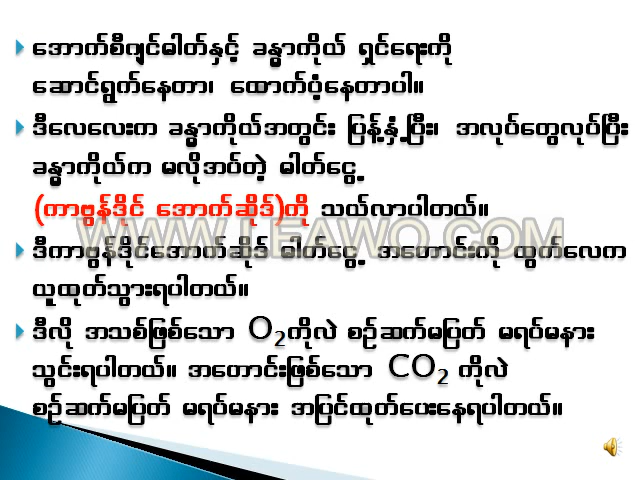 အောက်စီဂျင်ဓါတ်နှင့် ခန္ဓာကိုယ် ရှင်ရေးကို
ဆောင်ရွက်နေတာ၊ ထောက်ပံ့နေတာပါ။
ဒီလေလေးက ခန္ဓာကိုယ်အတွင်း ပြန့်နှံ့ပြီး၊ အလုပ်တွေလုပ်ပြီး
ခန္ဓာကိုယ်က မလိုအပ်တဲ့ ဓါတ်ငွေ့
(ကာဗွန်ဒိုင် အောက်ဆိုဒ်)ကို သယ်လာပါတယ်။
WWW.LEAWO.COM
ဒီကာဗွန်ဒိုင်အောက်ဆိုဒ် ဓါတ်ငွေ့ အဟောင်းကို ထွက်လေက
ယူထုတ်သွားရပါတယ်။
ဒီလို အသစ်ဖြစ်သော O₂ကိုလဲ စဉ်ဆက်မပြတ် မရပ်မနား
သွင်းရပါတယ်။ အဟောင်းဖြစ်သော CO₂ ကိုလဲ
စဉ်ဆက်မပြတ် မရပ်မနား အပြင်ထုတ်ပေးနေရပါတယ်။